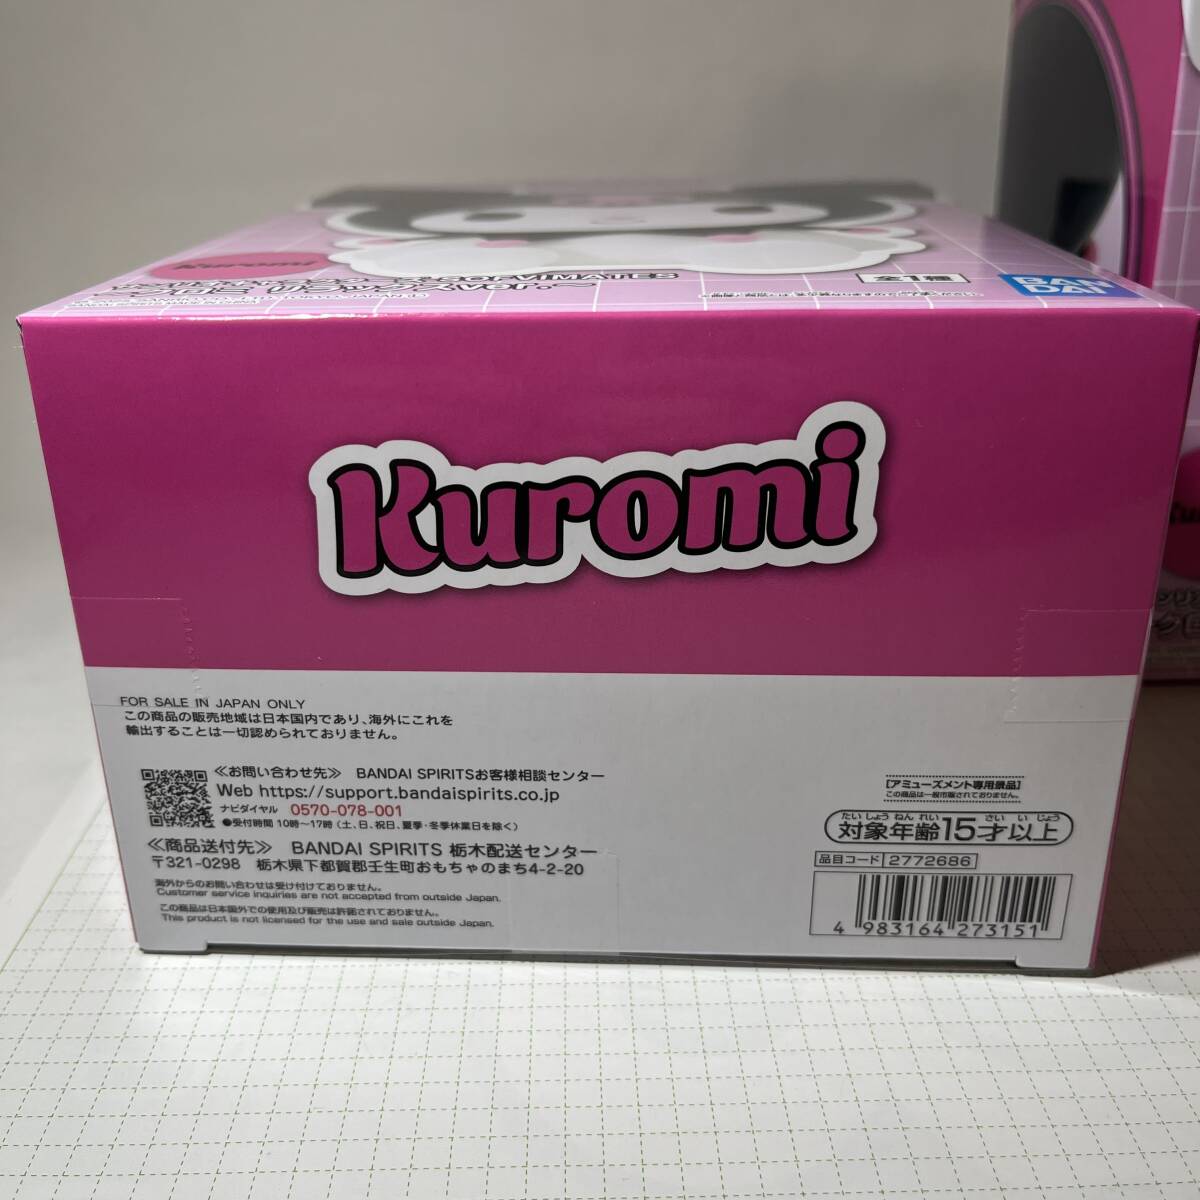 Kuromi
全1種
BAN
DAI
Kuromi
FOR SALE IN JAPAN ONLY
この商品の販売地域は日本国内であり、海外にこれを
輸出することは一切認められておりません。
≪お問い合わせ先≫ BANDAI SPIRITSお客様相談センター
Web https://support.bandaispirits.co.jp
ナビダイヤル 0570-078-001
●受付時間 10時〜17時 (土、日、祝日、夏季・冬季休業日を除く)
≪商品送付先≫ BANDAI SPIRITS 栃木配送センター
〒321-0298 栃木県下都賀郡壬生町おもちゃのまち4-2-20
海外からのお問い合わせは受け付けておりません。
Customer service inquiries are not accepted from outside Japan.
この商品は日本国外での使用及び販売は許諾されておりません。
This product is not licensed for the use and sale outside Japan.
[アミューズメント専用景品]
この商品は一般市販されておりません。
たい しょう ねん れい さい い じょう
対象年齢15才以上
品目コード 2772686
4 983164 273151